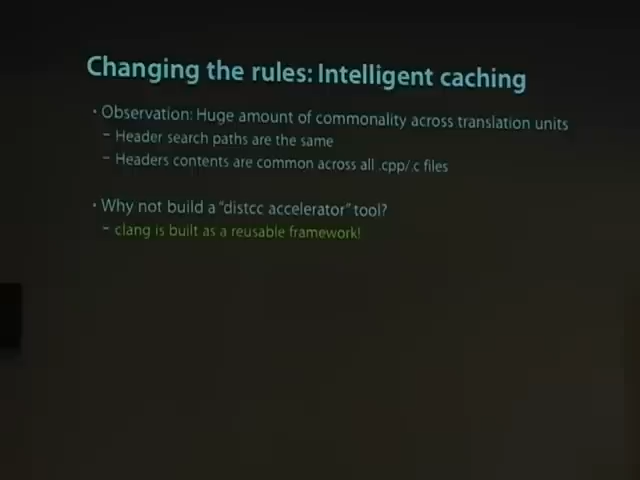 Changing the rules: Intelligent caching
· Observation: Huge amount of commonality across translation units
– Header search paths are the same
– Headers contents are common across all .cpp/.c files
· Why not build a "distcc accelerator" tool?
– clang is built as a reusable framework!